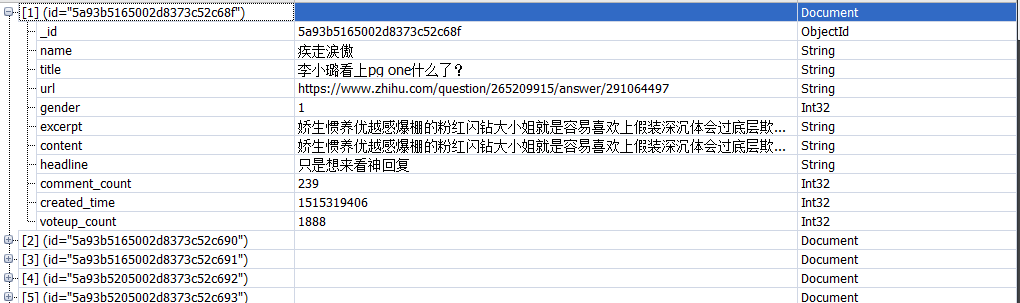 [1] (id="5a93b5165002d8373c52c68f") Document
_id 5a93b5165002d8373c52c68f ObjectId
name 疾走淚傲 String
title 李小璐看上pg one什么了？ String
url https://www.zhihu.com/question/265209915/answer/291064497 String
gender 1 Int32
excerpt 娇生惯养优越感爆棚的粉红闪钻大小姐就是容易喜欢上假装深沉体会过底层欺... String
content 娇生惯养优越感爆棚的粉红闪钻大小姐就是容易喜欢上假装深沉体会过底层欺... String
headline 只是想来看神回复 String
comment_count 239 Int32
created_time 1515319406 Int32
voteup_count 1888 Int32
[2] (id="5a93b5165002d8373c52c690") Document
[3] (id="5a93b5165002d8373c52c691") Document
[4] (id="5a93b5205002d8373c52c692") Document
[5] (id="5a93b5205002d8373c52c693") Document